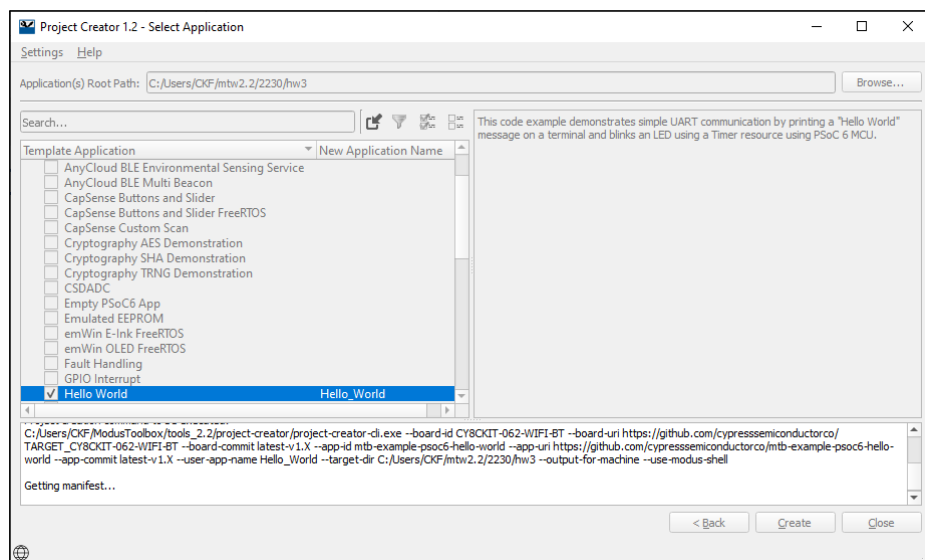 Project Creator 1.2 - Select Application
Settings Help
Application(s) Root Path: C:/Users/CKF/mtw2.2/2230/hw3 Browse...
Search...
Template Application New Application Name
AnyCloud BLE Environmental Sensing Service
AnyCloud BLE Multi Beacon
CapSense Buttons and Slider
CapSense Buttons and Slider FreeRTOS
CapSense Custom Scan
Cryptography AES Demonstration
Cryptography SHA Demonstration
Cryptography TRNG Demonstration
CSDADC
Empty PSoC6 App
Emulated EEPROM
emWin E-Ink FreeRTOS
emWin OLED FreeRTOS
Fault Handling
GPIO Interrupt
Hello World Hello_World
This code example demonstrates simple UART communication by printing a "Hello World"
message on a terminal and blinks an LED using a Timer resource using PSoC 6 MCU.
C:/Users/CKF/ModusToolbox/tools_2.2/project-creator/project-creator-cli.exe --board-id CY8CKIT-062-WIFI-BT --board-uri https://github.com/cypresssemiconductorco/
TARGET_CY8CKIT-062-WIFI-BT --board-commit latest-v1.X --app-id mtb-example-psoc6-hello-world --app-uri https://github.com/cypresssemiconductorco/mtb-example-psoc6-hello-
world --app-commit latest-v1.X --user-app-name Hello_World --target-dir C:/Users/CKF/mtw2.2/2230/hw3 --output-for-machine --use-modus-shell
Getting manifest...
< Back Create Close